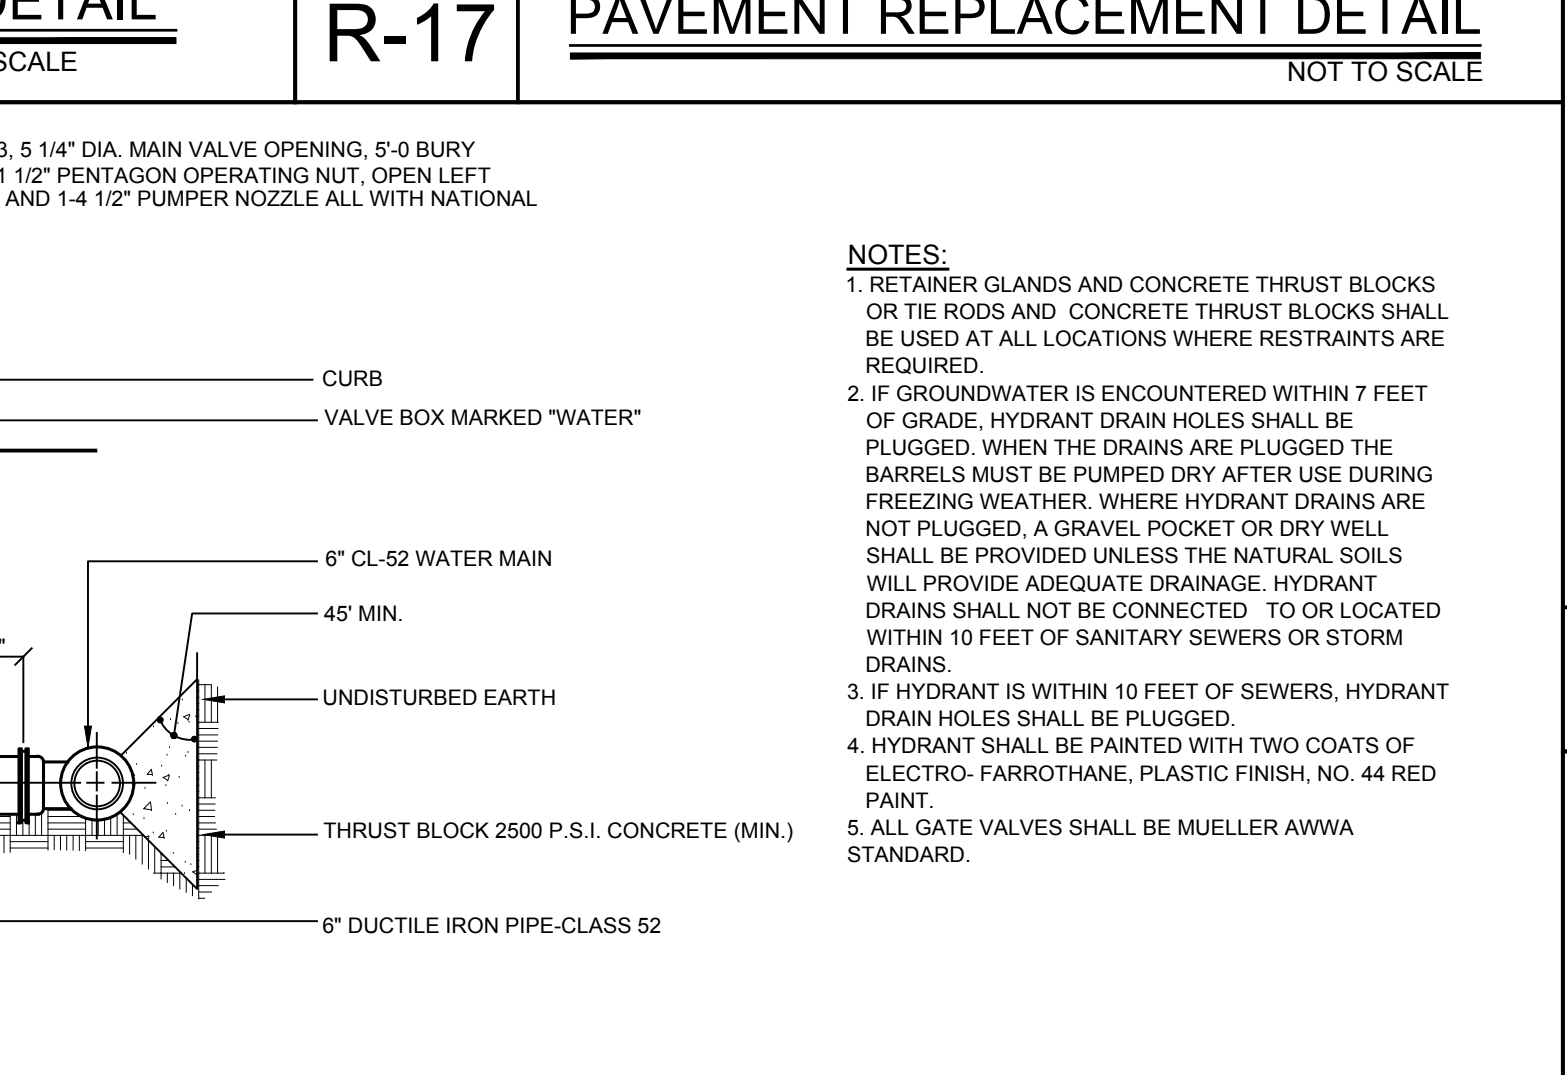 DETAIL
SCALE
R-17
PAVEMENT REPLACEMENT DETAIL
NOT TO SCALE
3, 5 1/4" DIA. MAIN VALVE OPENING, 5'-0 BURY
1 1/2" PENTAGON OPERATING NUT, OPEN LEFT
AND 1-4 1/2" PUMPER NOZZLE ALL WITH NATIONAL
CURB
VALVE BOX MARKED "WATER"
6" CL-52 WATER MAIN
45' MIN.
"
UNDISTURBED EARTH
THRUST BLOCK 2500 P.S.I. CONCRETE (MIN.)
6" DUCTILE IRON PIPE-CLASS 52
NOTES:
1. RETAINER GLANDS AND CONCRETE THRUST BLOCKS
OR TIE RODS AND CONCRETE THRUST BLOCKS SHALL
BE USED AT ALL LOCATIONS WHERE RESTRAINTS ARE
REQUIRED.
2. IF GROUNDWATER IS ENCOUNTERED WITHIN 7 FEET
OF GRADE, HYDRANT DRAIN HOLES SHALL BE
PLUGGED. WHEN THE DRAINS ARE PLUGGED THE
BARRELS MUST BE PUMPED DRY AFTER USE DURING
FREEZING WEATHER. WHERE HYDRANT DRAINS ARE
NOT PLUGGED, A GRAVEL POCKET OR DRY WELL
SHALL BE PROVIDED UNLESS THE NATURAL SOILS
WILL PROVIDE ADEQUATE DRAINAGE. HYDRANT
DRAINS SHALL NOT BE CONNECTED TO OR LOCATED
WITHIN 10 FEET OF SANITARY SEWERS OR STORM
DRAINS.
3. IF HYDRANT IS WITHIN 10 FEET OF SEWERS, HYDRANT
DRAIN HOLES SHALL BE PLUGGED.
4. HYDRANT SHALL BE PAINTED WITH TWO COATS OF
ELECTRO- FARROTHANE, PLASTIC FINISH, NO. 44 RED
PAINT.
5. ALL GATE VALVES SHALL BE MUELLER AWWA
STANDARD.